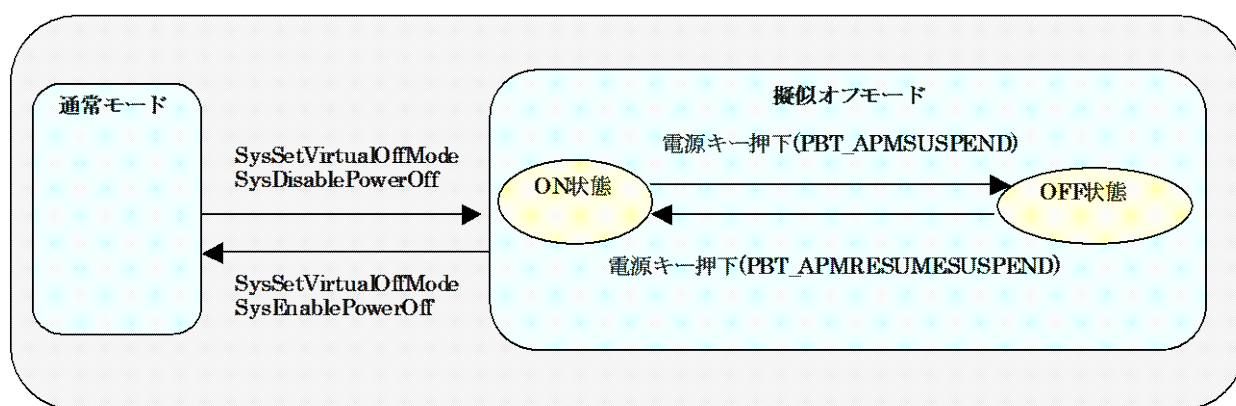 通常モード
SysSetVirtualOffMode
SysDisablePowerOff
SysSetVirtualOffMode
SysEnablePowerOff
擬似オフモード
電源キー押下(PBT_APMSUSPEND)
ON状態
OFF状態
電源キー押下(PBT_APMRESUMESUSPEND)